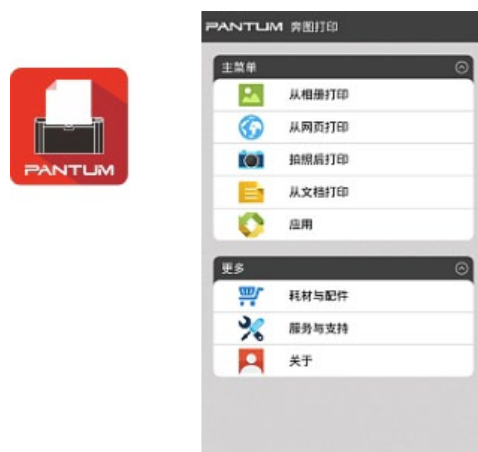 PANTUM
PANTUM 奔图打印
主菜单
从相册打印
从网页打印
拍照后打印
从文档打印
应用
更多
耗材与配件
服务与支持
关于